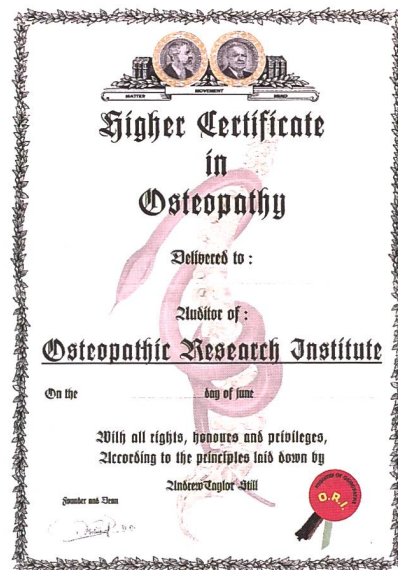 MATTER MOVEMENT MIND
Higher Certificate
in
Osteopathy
Delivered to :
Auditor of :
Osteopathic Research Institute
On the day of june
With all rights, honours and privileges,
According to the principles laid down by
Andrew Taylor Still
Founder and Dean
O.R.I.